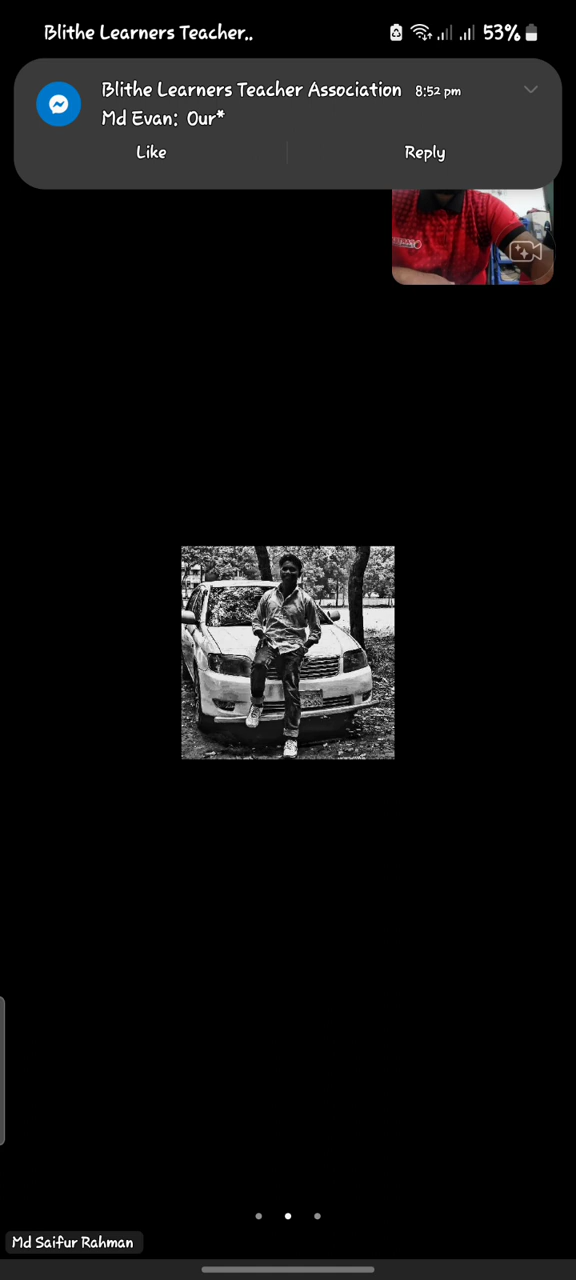 Blithe Learners Teacher..
53%
Blithe Learners Teacher Association 8:52 pm
Md Evan: Our*
Like
Reply
Md Saifur Rahman